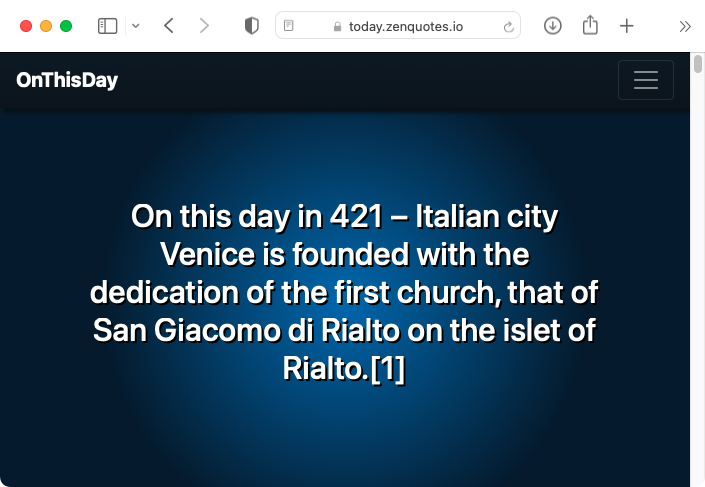 today.zenquotes.io
OnThisDay
On this day in 421 – Italian city
Venice is founded with the
dedication of the first church, that of
San Giacomo di Rialto on the islet of
Rialto.[1]